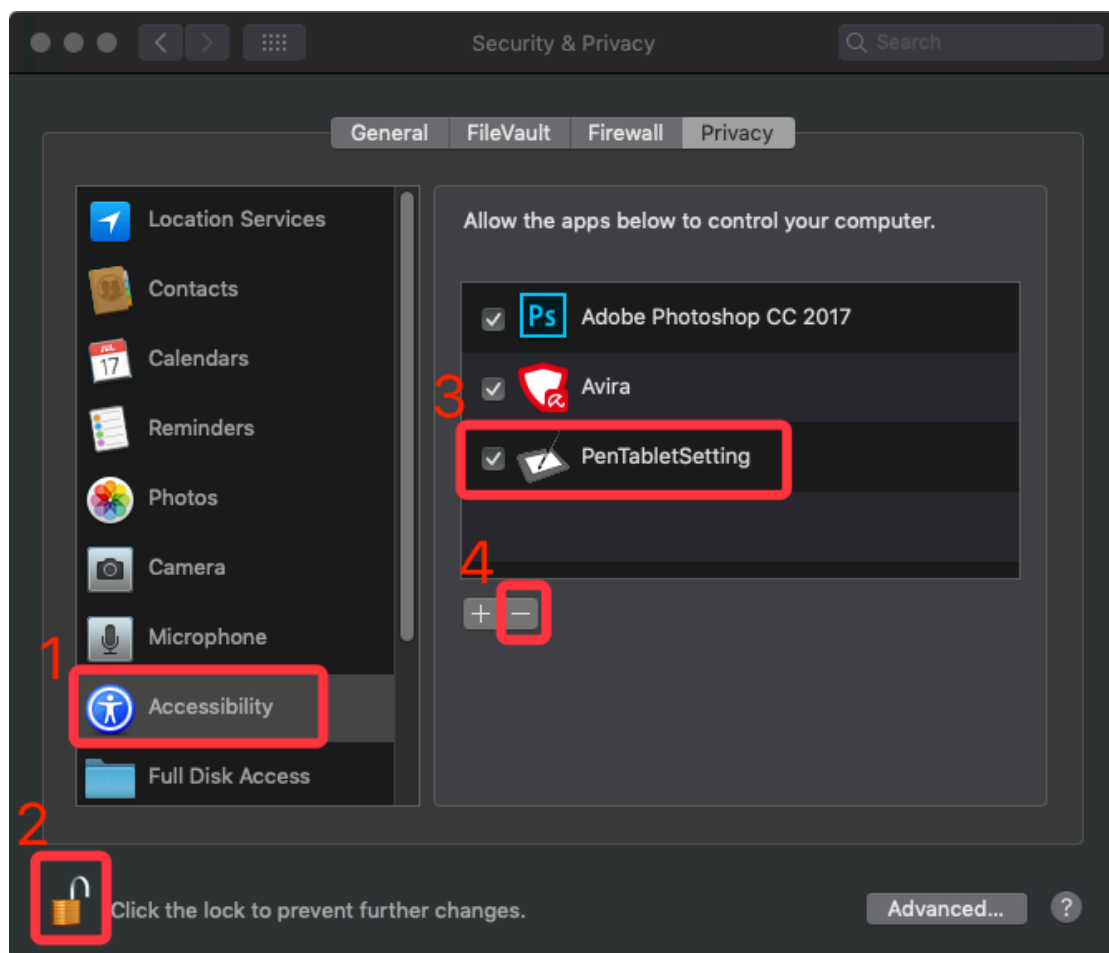 Security & Privacy
Search
General
FileVault
Firewall
Privacy
Location Services
Contacts
JUL
17
Calendars
Reminders
Photos
Camera
Microphone
1
Accessibility
Full Disk Access
Allow the apps below to control your computer.
Ps
Adobe Photoshop CC 2017
3
Avira
PenTabletSetting
4
+
−
2
Click the lock to prevent further changes.
Advanced...
?